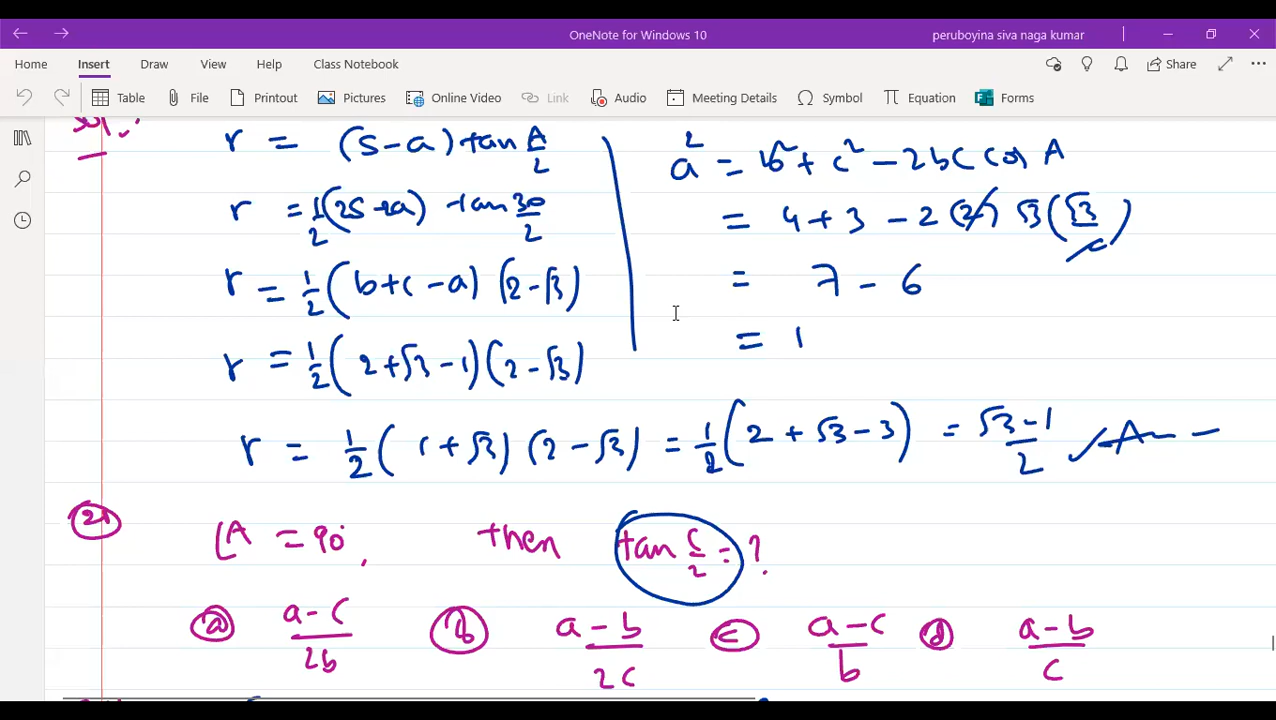 OneNote for Windows 10
peruboyina siva naga kumar
Home Insert Draw View Help Class Notebook
Share
Table File Printout Pictures Online Video Link Audio Meeting Details Symbol Equation Forms
Sol:
r = (s-a) tan A/2
r = 1/2 (2s-2a) tan 30/2
r = 1/2 (b+c-a) (2-√3)
r = 1/2 (2+√3-1)(2-√3)
a² = b² + c² - 2bc cos A
= 4 + 3 - 2(2) √3 (√3/2)
= 7 - 6
= 1
r = 1/2 (1+√3) (2-√3) = 1/2 (2+√3-3) = √3-1/2 Ans
21 ∠A = 90°, then tan C/2 = ?
a a-c/2b b a-b/2c c a-c/b d a-b/c